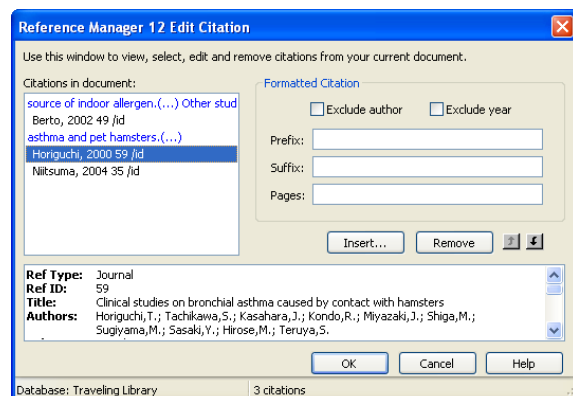 Reference Manager 12 Edit Citation
Use this window to view, select, edit and remove citations from your current document.
Citations in document:
source of indoor allergen.(...) Other stud
Berto, 2002 49 /id
asthma and pet hamsters.(...)
Horiguchi, 2000 59 /id
Niitsuma, 2004 35 /id
Formatted Citation
Exclude author Exclude year
Prefix:
Suffix:
Pages:
Insert... Remove
Ref Type: Journal
Ref ID: 59
Title: Clinical studies on bronchial asthma caused by contact with hamsters
Authors: Horiguchi,T.; Tachikawa,S.; Kasahara,J.; Kondo,R.; Miyazaki,J.; Shiga,M.;
Sugiyama,M.; Sasaki,Y.; Hirose,M.; Teruya,S.
OK Cancel Help
Database: Traveling Library 3 citations